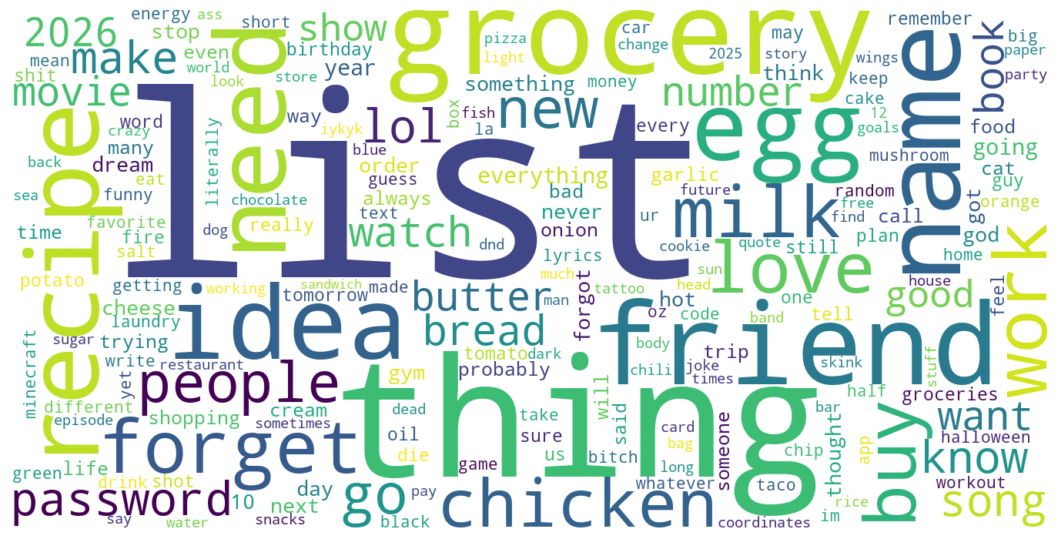 energy ass short show grocery car pizza may remember big
2026 stop light change 2025 story wings paper
mean make even birthday think keep party
shit world look store year something money cake
movie need way new number name book
word lol box fish every egg 12 food
crazy many iykyk la goals going
dream literally blue order everything garlic mushroom cat
back eat guess bad future milk random guy
sea funny chocolate always text never ur free orange
favorite dog really watch onion find call got
time fire dnd cookie quote still plan god
recipe salt list lyrics sun love home
potato getting working sandwich much head one house
tomorrow made man tattoo good feel
cheese idea butter forgot hot oz friend work
laundry bread code band tell
minecraft sugar trying body trip
write tomato dark chili joke skink stuff
yet restaurant people gym probably times half groceries
different shopping cream thing dead take will bar want
episode sometimes oil us said card thought halloween
forget die sure bitch bag someone chip buy know
green life shot game long app workout
drink day go chicken whatever taco rice song
password 10 next pay im
say water snacks black coordinates